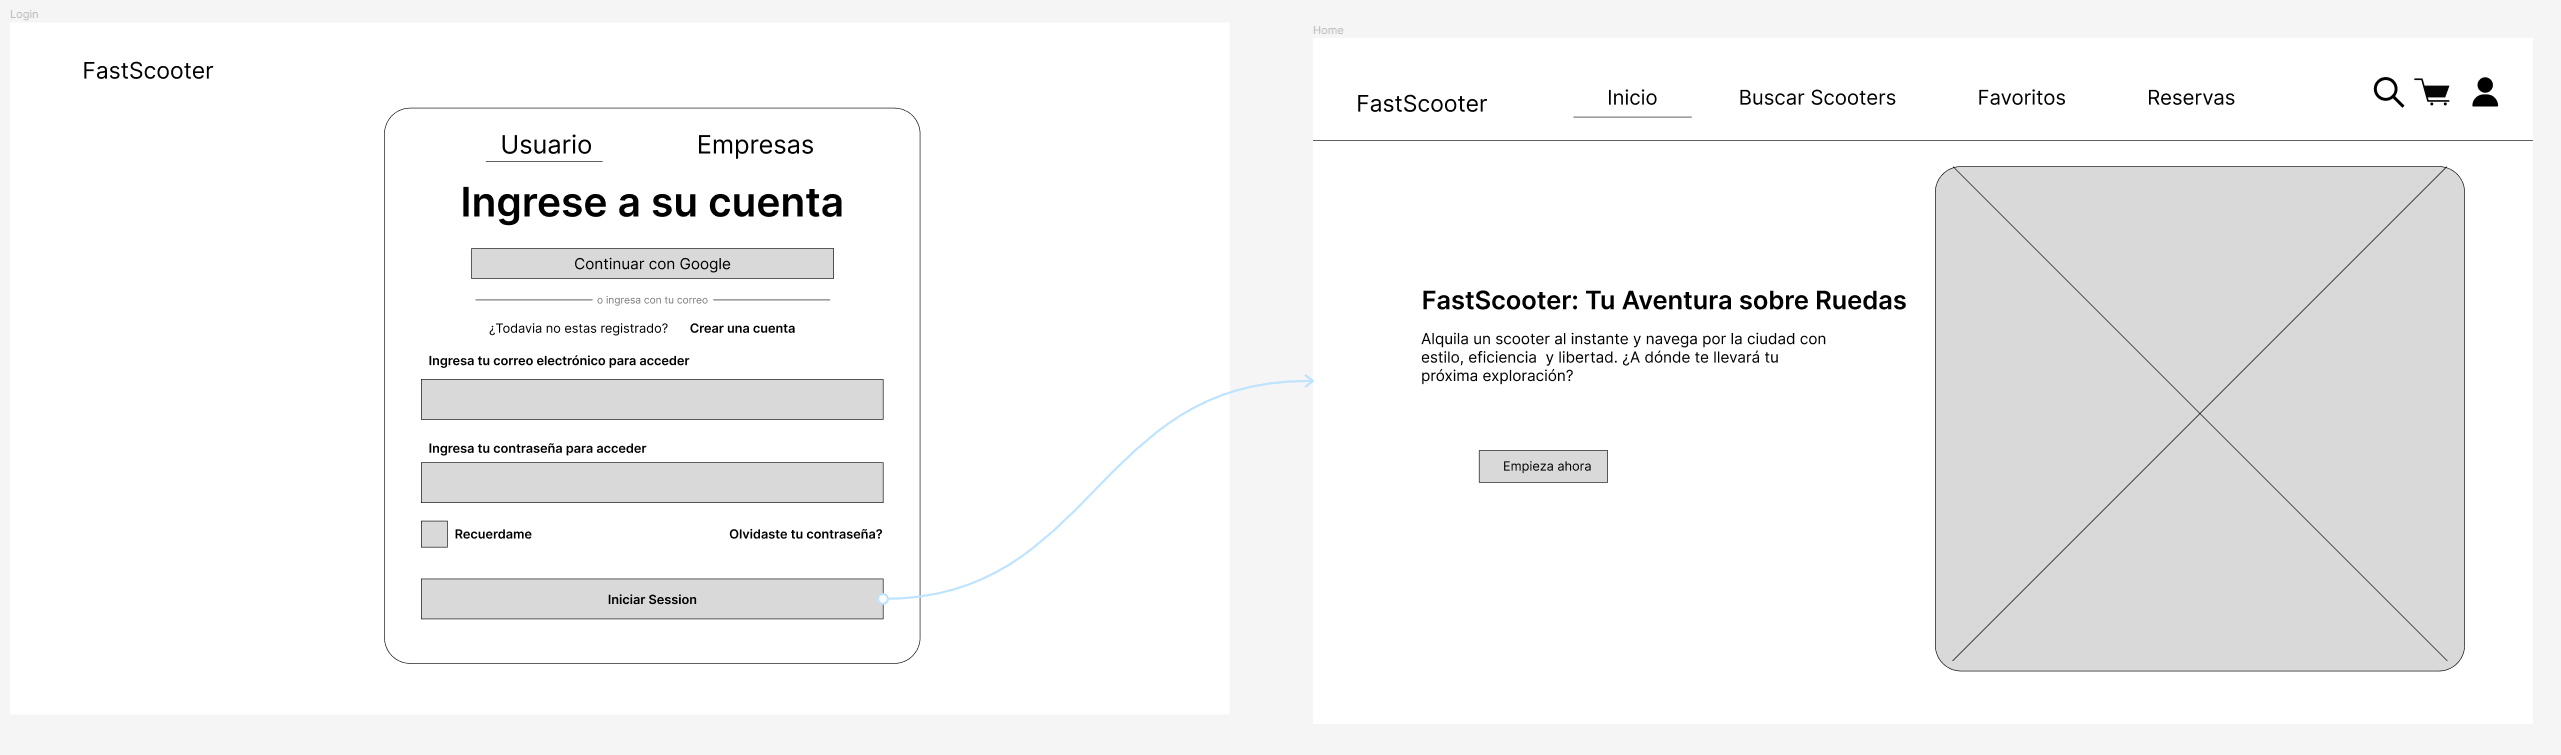 Login
FastScooter
Usuario
Empresas
Ingrese a su cuenta
Continuar con Google
o ingresa con tu correo
¿Todavia no estas registrado? Crear una cuenta
Ingresa tu correo electrónico para acceder
Ingresa tu contraseña para acceder
Recuerdame
Olvidaste tu contraseña?
Iniciar Session
Home
FastScooter
Inicio
Buscar Scooters
Favoritos
Reservas
FastScooter: Tu Aventura sobre Ruedas
Alquila un scooter al instante y navega por la ciudad con
estilo, eficiencia y libertad. ¿A dónde te llevará tu
próxima exploración?
Empieza ahora